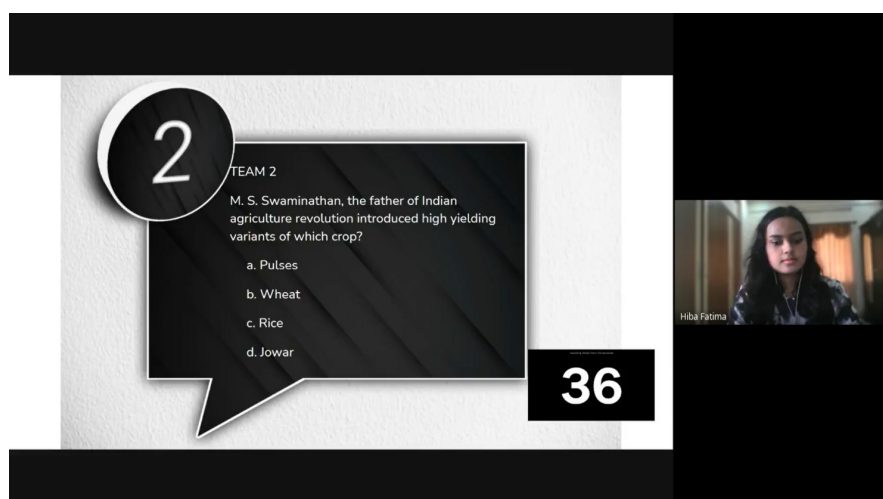 2
TEAM 2
M. S. Swaminathan, the father of Indian
agriculture revolution introduced high yielding
variants of which crop?
a. Pulses
b. Wheat
c. Rice
d. Jowar
36
Hiba Fatima